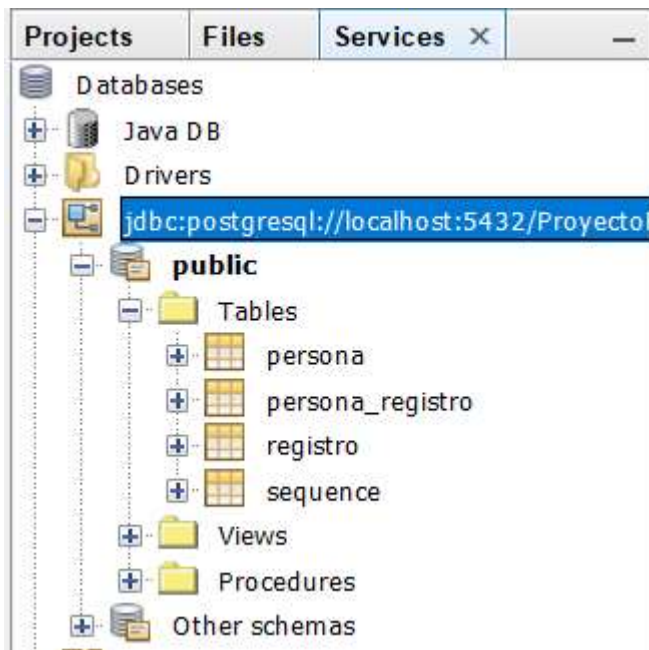 Projects Files Services
Databases
Java DB
Drivers
jdbc:postgresql://localhost:5432/Proyecto
public
Tables
persona
persona_registro
registro
sequence
Views
Procedures
Other schemas